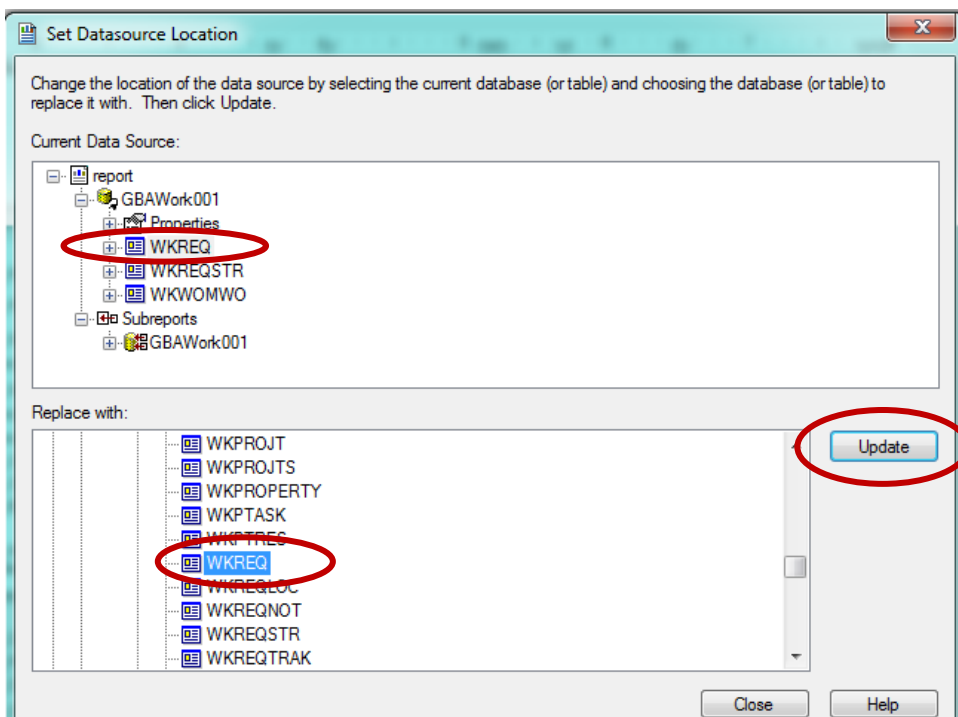 Set Datasource Location
Change the location of the data source by selecting the current database (or table) and choosing the database (or table) to
replace it with. Then click Update.
Current Data Source:
report
GBAWork001
Properties
WKREQ
WKREQSTR
WKWOMWO
Subreports
GBAWork001
Replace with:
WKPROJT
Update
WKPROJTS
WKPROPERTY
WKPTASK
WKPTRES
WKREQ
WKREQLOC
WKREQNOT
WKREQSTR
WKREQTRAK
Close
Help